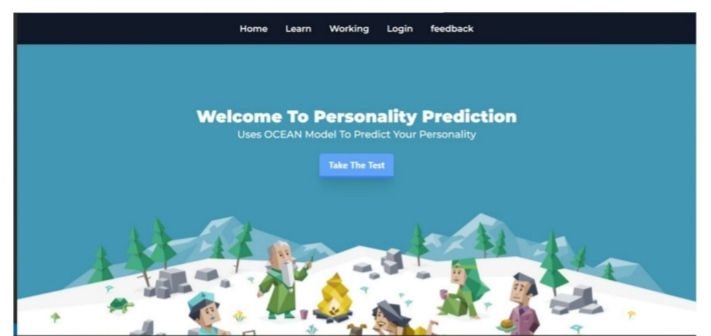 Home Learn Working Login feedback
Welcome To Personality Prediction
Uses OCEAN Model To Predict Your Personality
Take The Test